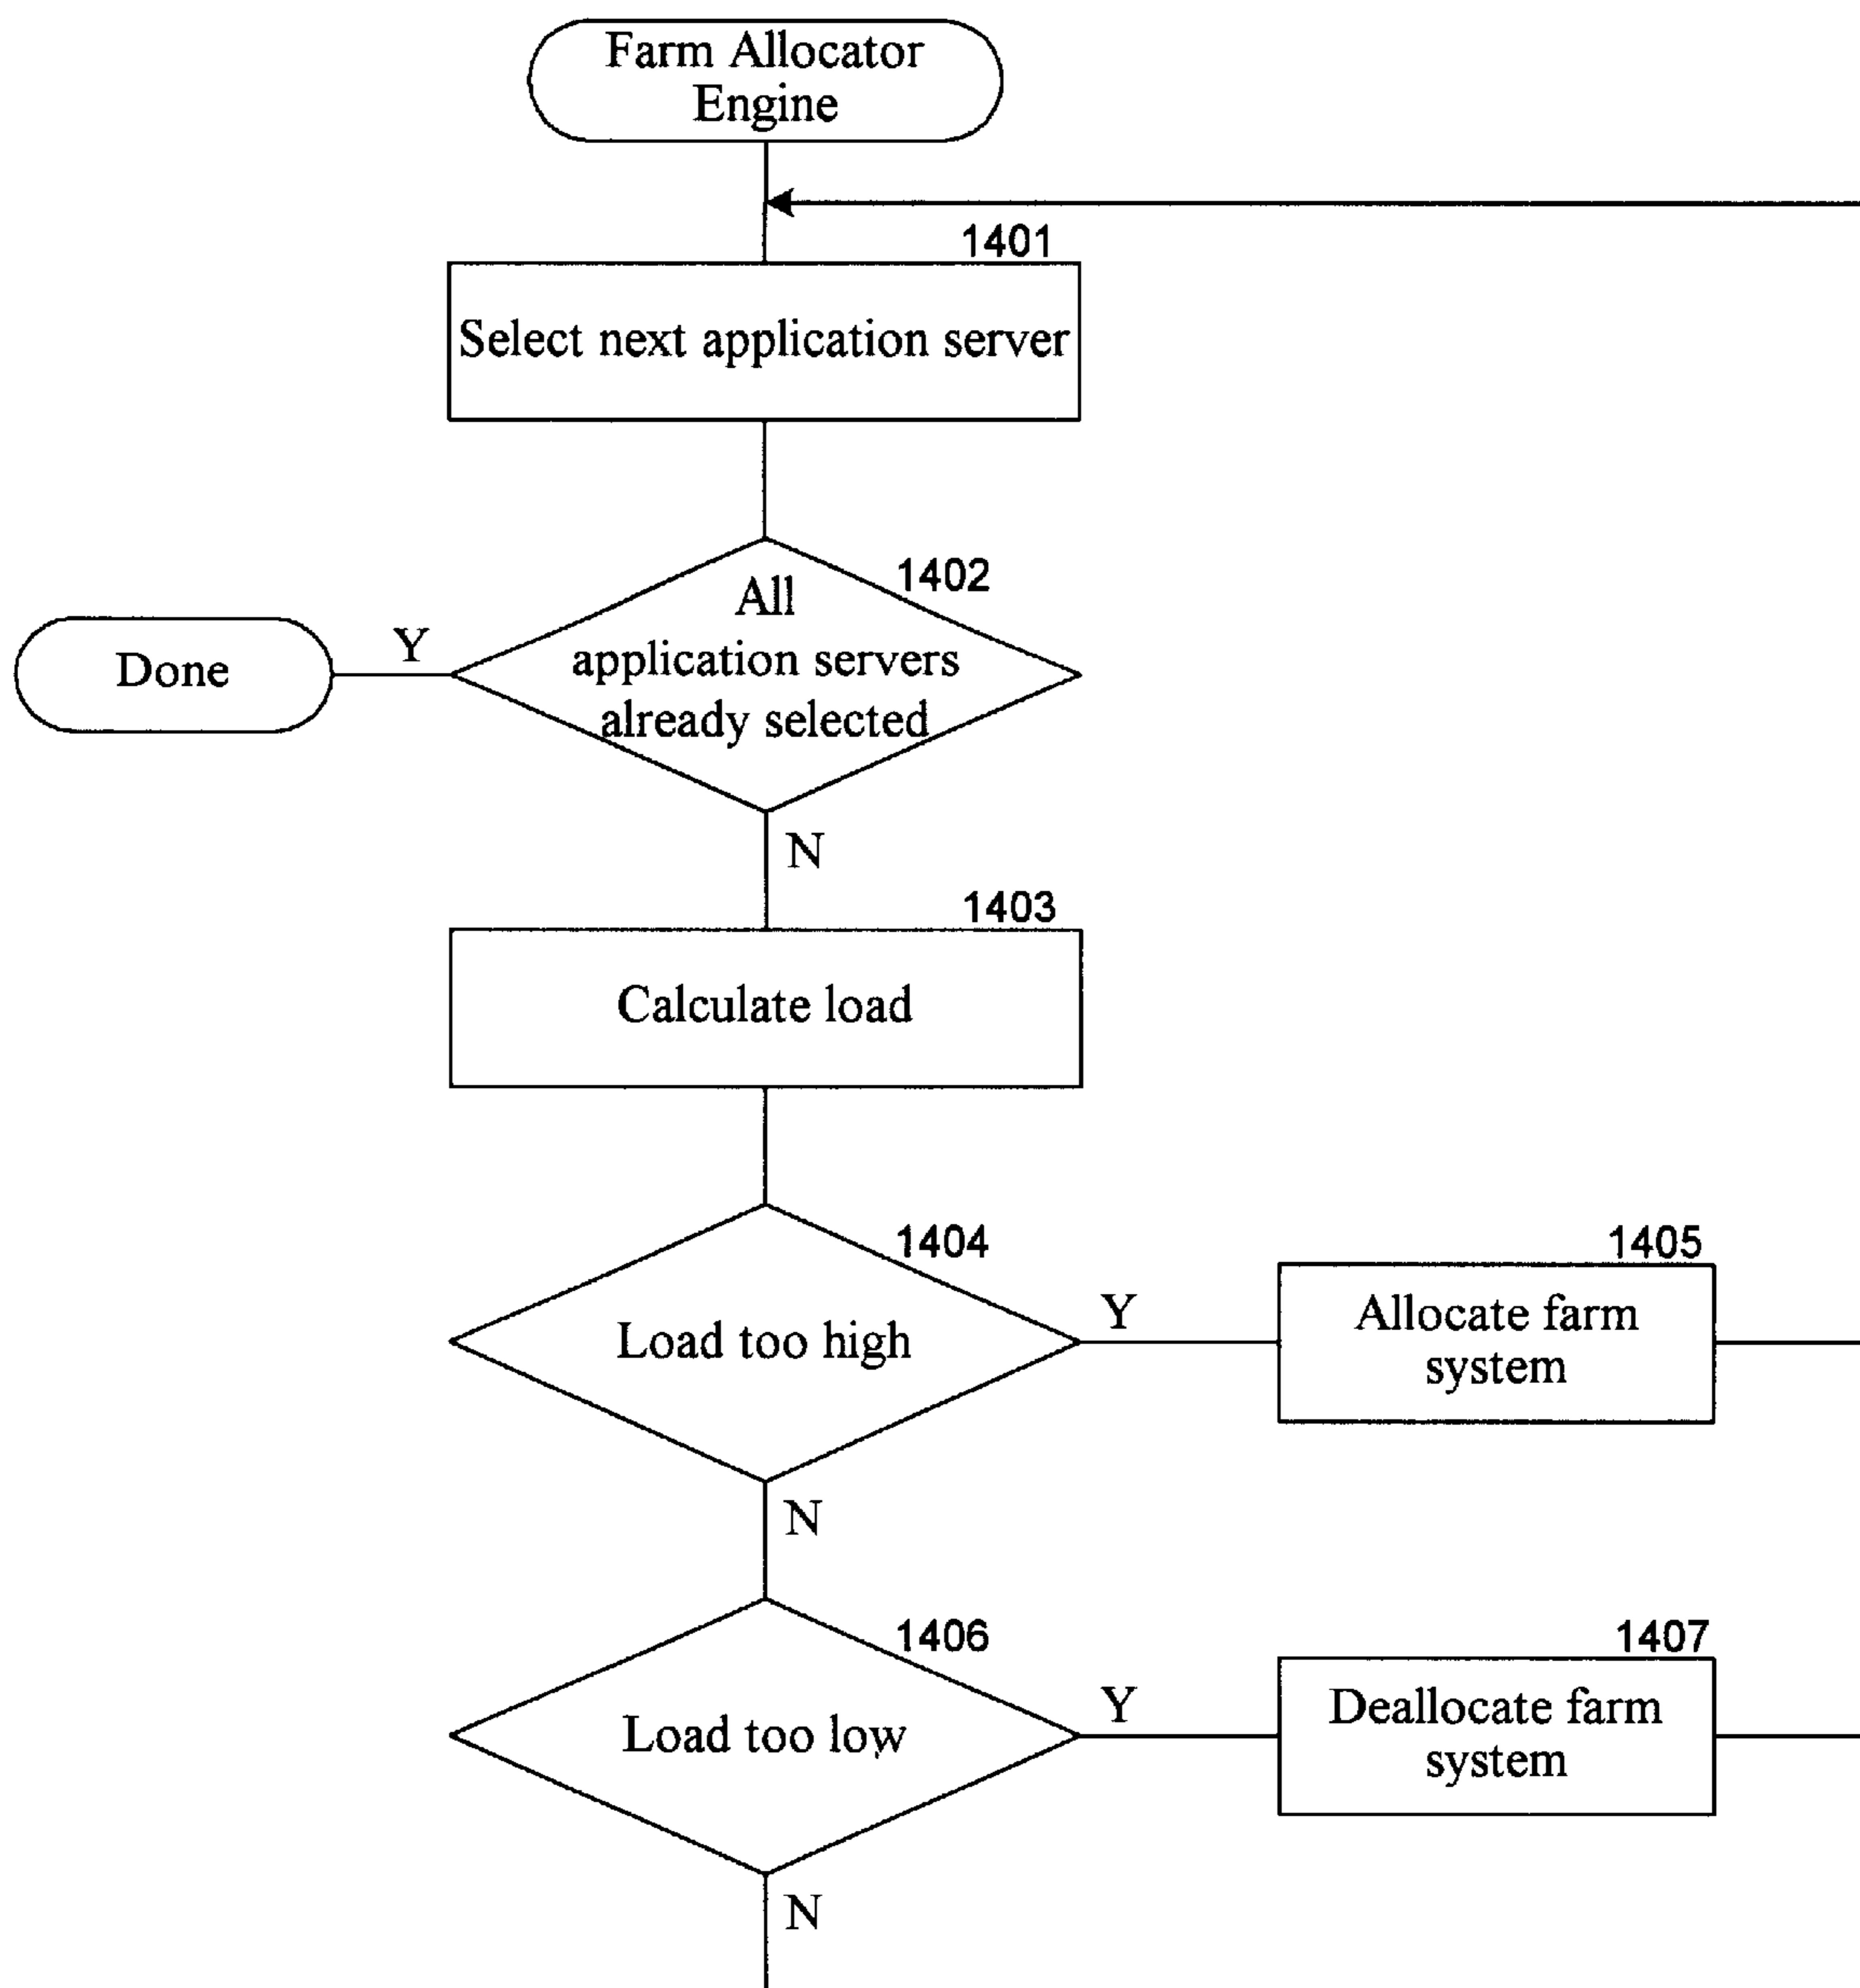 Farm Allocator
Engine
1401
Select next application server
1402
All
application servers
already selected
Y
Done
N
1403
Calculate load
1404
Load too high
Y
1405
Allocate farm
system
N
1406
Load too low
Y
1407
Deallocate farm
system
N